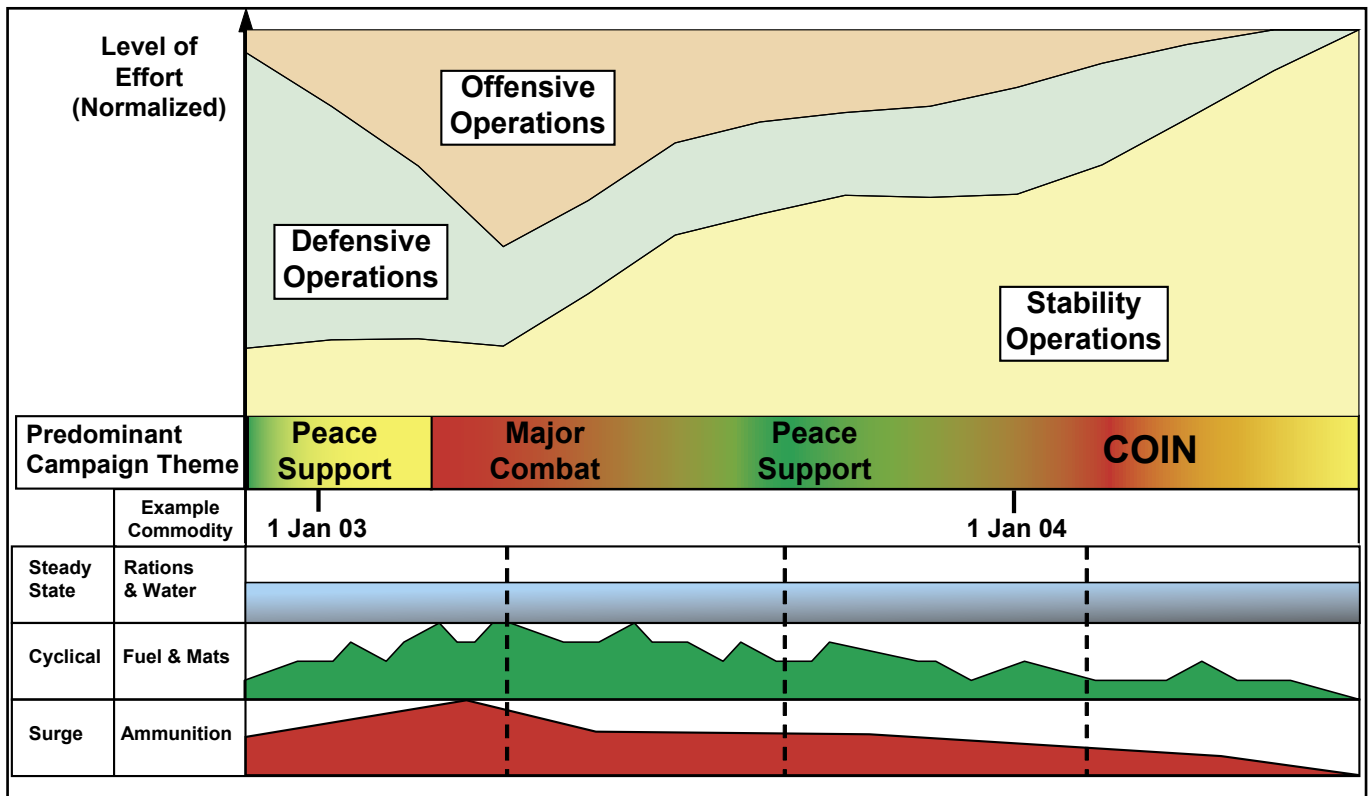 Level of
Effort
(Normalized)
Offensive
Operations
Defensive
Operations
Stability
Operations
Predominant
Campaign Theme
Peace
Support
Major
Combat
Peace
Support
COIN
Example
Commodity
1 Jan 03
1 Jan 04
Steady
State
Rations
& Water
Cyclical
Fuel & Mats
Surge
Ammunition